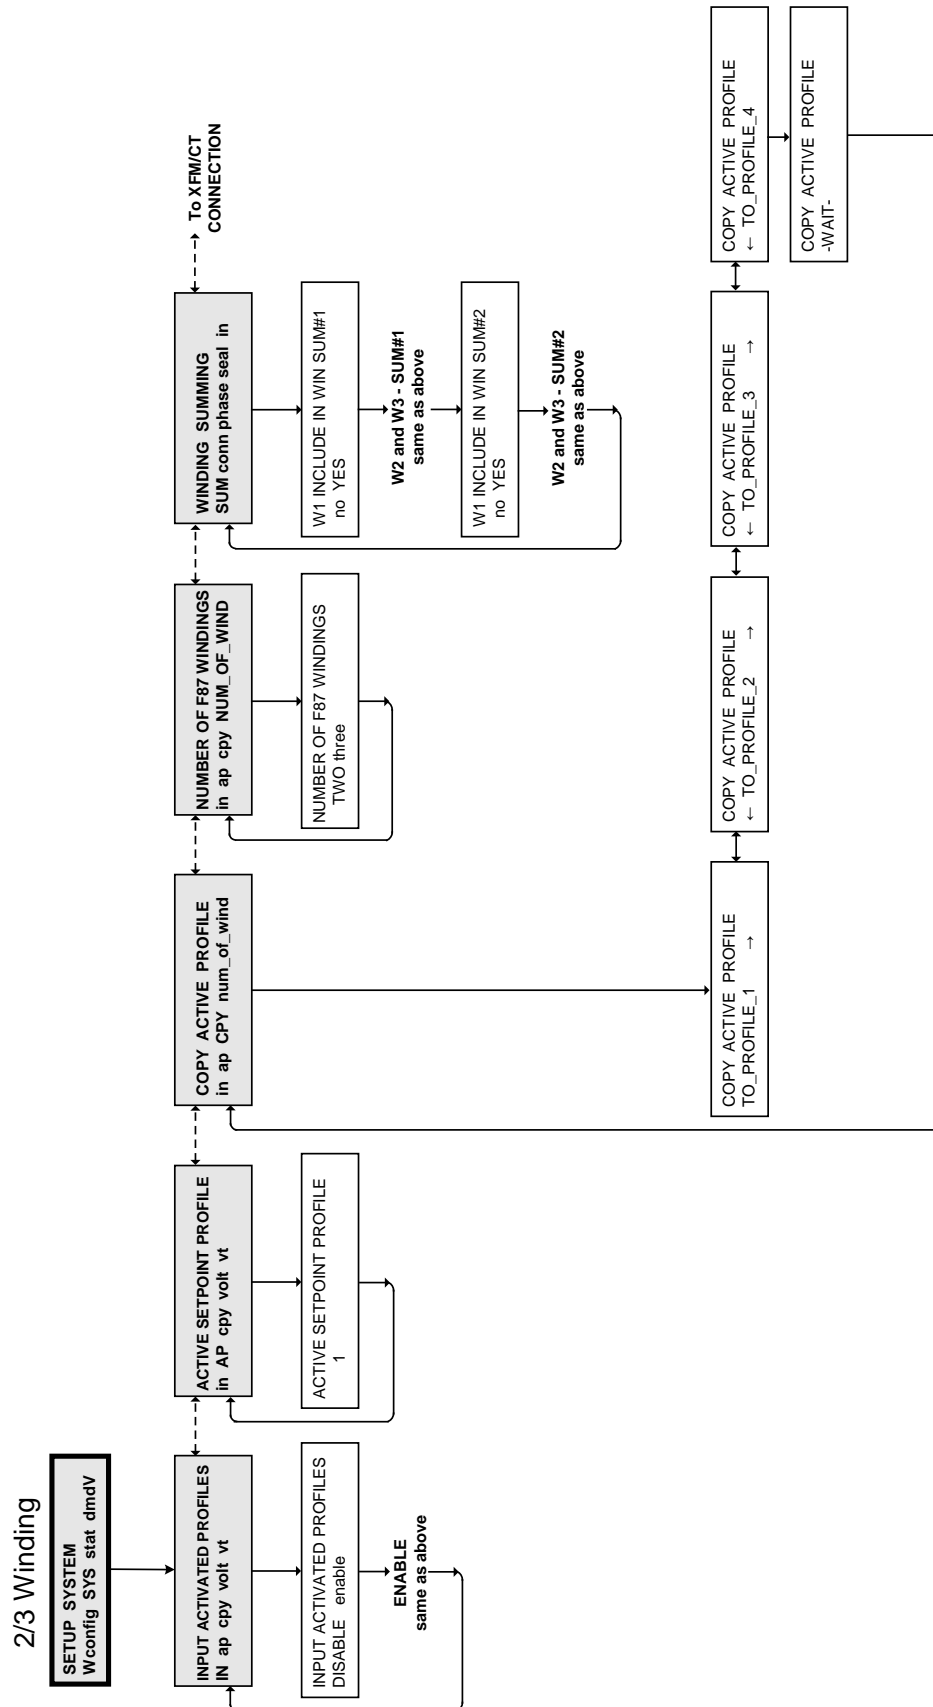 2/3 Winding
SETUP SYSTEM
Wconfig SYS stat dmdV
INPUT ACTIVATED PROFILES
IN ap cpy volt vt
INPUT ACTIVATED PROFILES
DISABLE enable
ENABLE
same as above
ACTIVE SETPOINT PROFILE
in AP cpy volt vt
ACTIVE SETPOINT PROFILE
1
COPY ACTIVE PROFILE
in ap CPY num_of_wind
COPY ACTIVE PROFILE
TO_PROFILE_1 →
COPY ACTIVE PROFILE
← TO_PROFILE_2 →
COPY ACTIVE PROFILE
← TO_PROFILE_3 →
COPY ACTIVE PROFILE
← TO_PROFILE_4
COPY ACTIVE PROFILE
-WAIT-
NUMBER OF F87 WINDINGS
in ap cpy NUM_OF_WIND
NUMBER OF F87 WINDINGS
TWO three
WINDING SUMMING
SUM conn phase seal in
W1 INCLUDE IN WIN SUM#1
no YES
W2 and W3 - SUM#1
same as above
W1 INCLUDE IN WIN SUM#2
no YES
W2 and W3 - SUM#2
same as above
To XFM/CT
CONNECTION